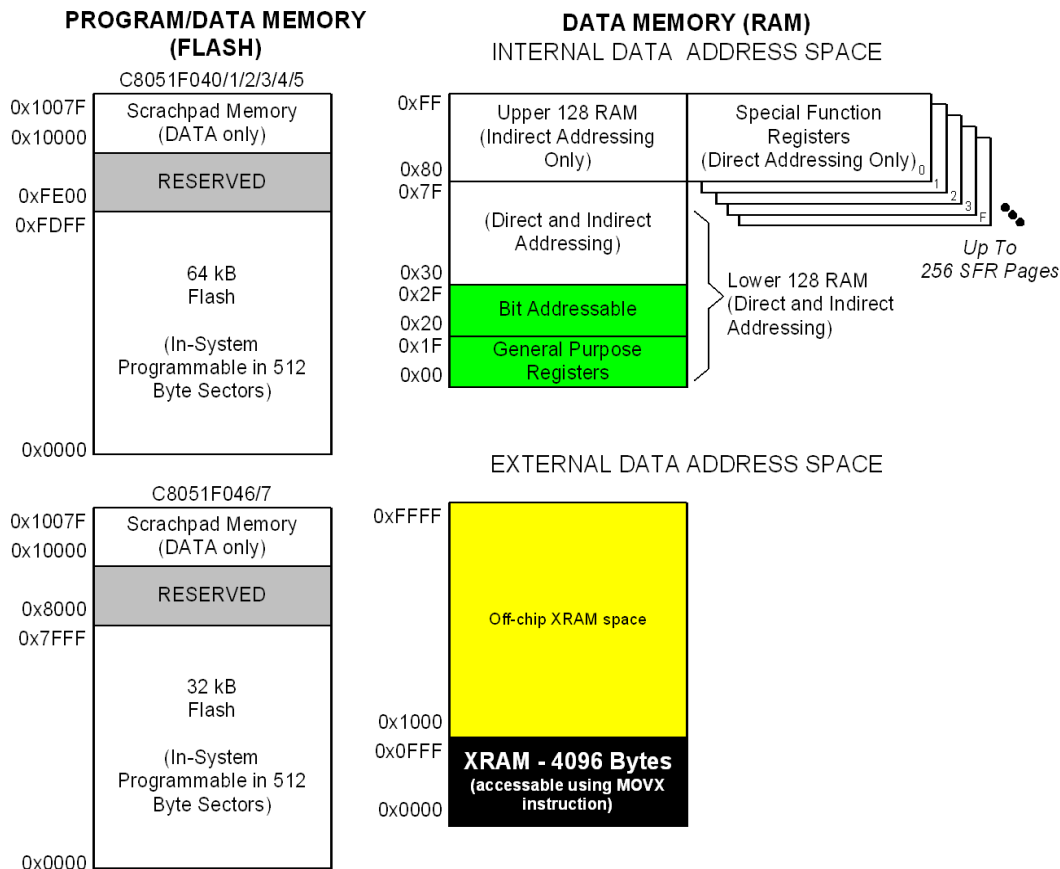 PROGRAM/DATA MEMORY
(FLASH)
C8051F040/1/2/3/4/5
0x1007F
0x10000
Scrachpad Memory
(DATA only)
RESERVED
0xFE00
0xFDFF
64 kB
Flash
(In-System
Programmable in 512
Byte Sectors)
0x0000
C8051F046/7
0x1007F
0x10000
Scrachpad Memory
(DATA only)
RESERVED
0x8000
0x7FFF
32 kB
Flash
(In-System
Programmable in 512
Byte Sectors)
0x0000
DATA MEMORY (RAM)
INTERNAL DATA ADDRESS SPACE
0xFF
Upper 128 RAM
(Indirect Addressing
Only)
0x80
Special Function
Registers
(Direct Addressing Only)
0
1
2
3
F
Up To
256 SFR Pages
0x7F
(Direct and Indirect
Addressing)
0x30
0x2F
Bit Addressable
0x20
0x1F
General Purpose
Registers
0x00
Lower 128 RAM
(Direct and Indirect
Addressing)
EXTERNAL DATA ADDRESS SPACE
0xFFFF
Off-chip XRAM space
0x1000
0x0FFF
XRAM - 4096 Bytes
(accessable using MOVX
instruction)
0x0000